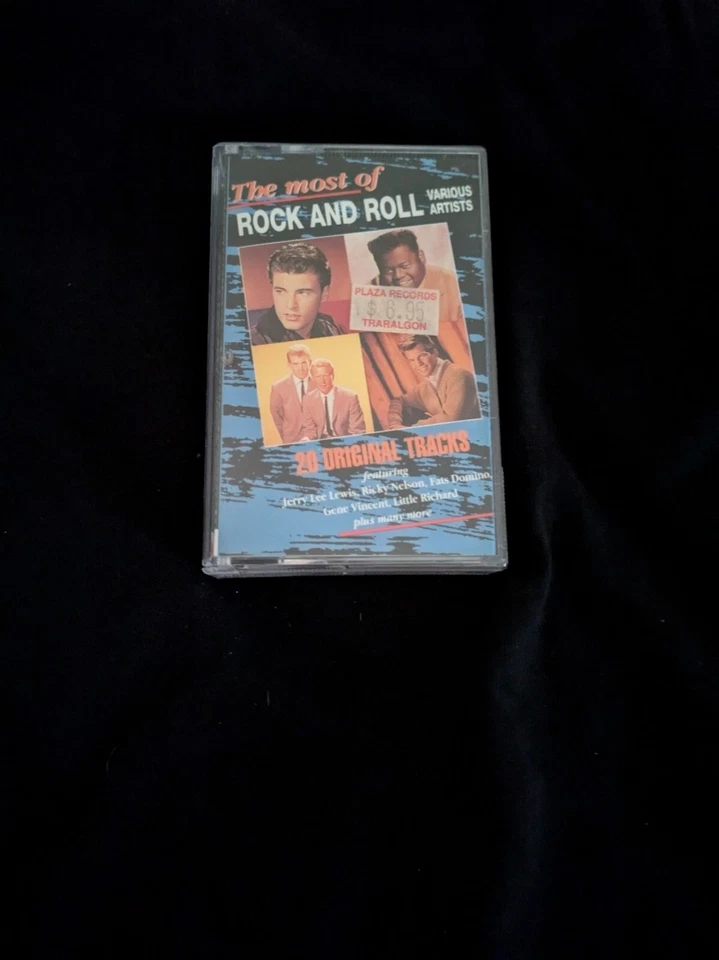 The most of
ROCK AND ROLL VARIOUS ARTISTS
PLAZA RECORDS
$ 6.95
TRARALGON
20 ORIGINAL TRACKS
featuring
Jerry Lee Lewis, Ricky Nelson, Fats Domino,
Gene Vincent, Little Richard
plus many more